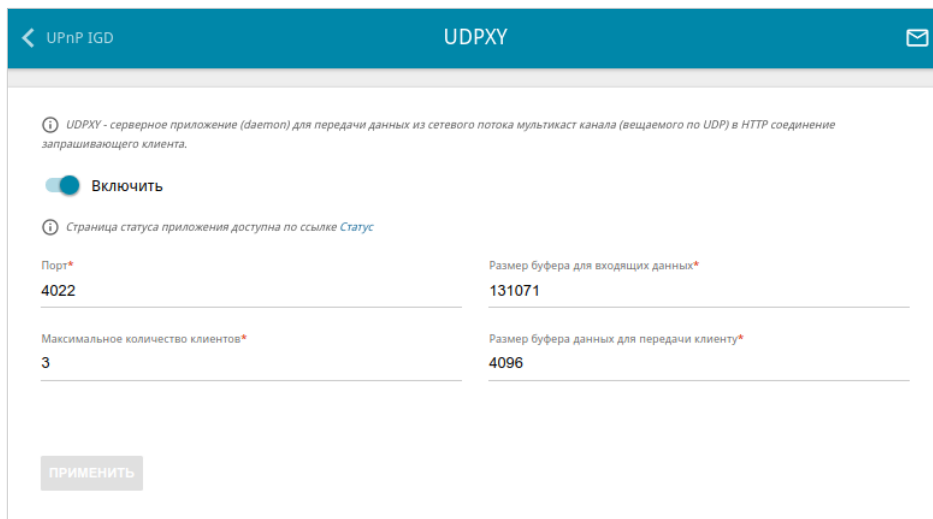 UPnP IGD
UDPXY
UDPXY - серверное приложение (daemon) для передачи данных из сетевого потока мультикаст канала (вещаемого по UDP) в HTTP соединение
запрашивающего клиента.
Включить
Страница статуса приложения доступна по ссылке Статус
Порт*
4022
Размер буфера для входящих данных*
131071
Максимальное количество клиентов*
3
Размер буфера данных для передачи клиенту*
4096
ПРИМЕНИТЬ